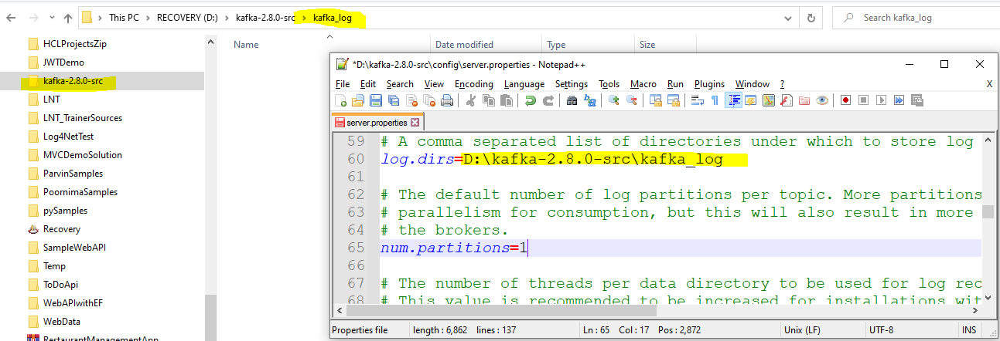 This PC > RECOVERY (D:) > kafka-2.8.0-src > kafka_log
Search kafka_log
Name Date modified Type Size
HCLProjectsZip
JWTDemo
kafka-2.8.0-src
LNT
LNT_TrainerSources
Log4NetTest
MVCDemoSolution
ParvinSamples
PoornimaSamples
pySamples
Recovery
SampleWebAPI
Temp
ToDoApi
WebAPIwithEF
WebData
RestaurantManagementApp
*D:\kafka-2.8.0-src\config\server.properties - Notepad++
File Edit Search View Encoding Language Settings Tools Macro Run Plugins Window ? X
server.properties
59 # A comma separated list of directories under which to store log
60 log.dirs=D:\kafka-2.8.0-src\kafka_log
61
62 # The default number of log partitions per topic. More partitions
63 # parallelism for consumption, but this will also result in more
64 # the brokers.
65 num.partitions=1
66
67 # The number of threads per data directory to be used for log rec
68 # This value is recommended to be increased for installations wit
Properties file length : 6,862 lines : 137 Ln : 65 Col : 17 Pos : 2,872 Unix (LF) UTF-8 INS